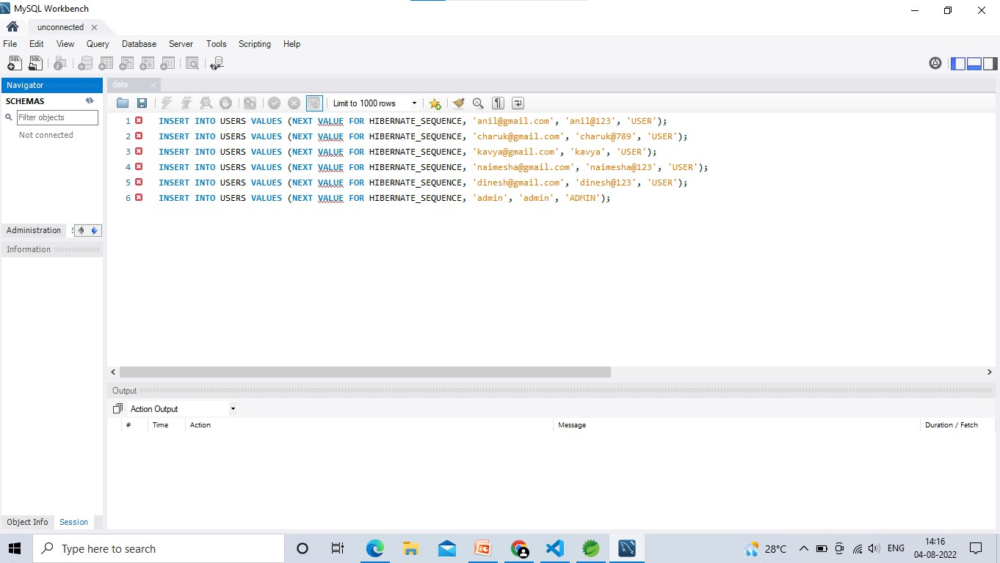 MySQL Workbench
unconnected
File Edit View Query Database Server Tools Scripting Help
Navigator
data
SCHEMAS
Limit to 1000 rows
Filter objects
Not connected
1 INSERT INTO USERS VALUES (NEXT VALUE FOR HIBERNATE_SEQUENCE, 'anil@gmail.com', 'anil@123', 'USER');
2 INSERT INTO USERS VALUES (NEXT VALUE FOR HIBERNATE_SEQUENCE, 'charuk@gmail.com', 'charuk@789', 'USER');
3 INSERT INTO USERS VALUES (NEXT VALUE FOR HIBERNATE_SEQUENCE, 'kavya@gmail.com', 'kavya', 'USER');
4 INSERT INTO USERS VALUES (NEXT VALUE FOR HIBERNATE_SEQUENCE, 'naimesha@gmail.com', 'naimesha@123', 'USER');
5 INSERT INTO USERS VALUES (NEXT VALUE FOR HIBERNATE_SEQUENCE, 'dinesh@gmail.com', 'dinesh@123', 'USER');
6 INSERT INTO USERS VALUES (NEXT VALUE FOR HIBERNATE_SEQUENCE, 'admin', 'admin', 'ADMIN');
Administration
Information
Output
Action Output
# Time Action Message Duration / Fetch
Object Info Session
Type here to search
28°C
ENG
14:16
04-08-2022